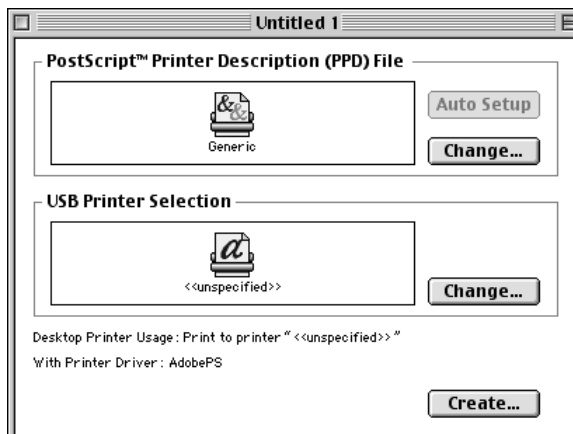 Untitled 1
PostScript™ Printer Description (PPD) File
Auto Setup
Generic
Change...
USB Printer Selection
<<unspecified>>
Change...
Desktop Printer Usage : Print to printer “ <<unspecified>> ”
With Printer Driver : AdobePS
Create...